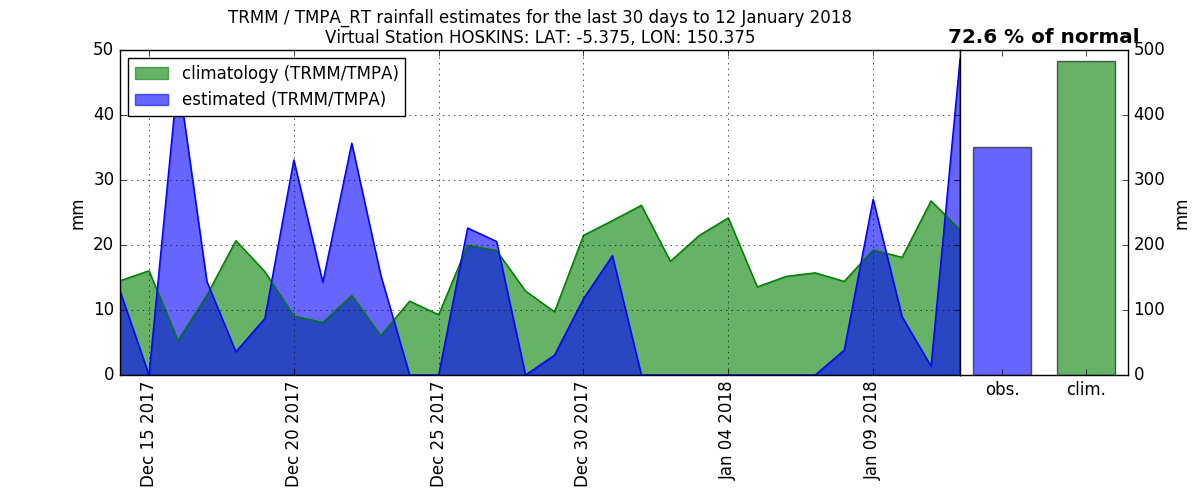 TRMM / TMPA_RT rainfall estimates for the last 30 days to 12 January 2018
Virtual Station HOSKINS: LAT: -5.375, LON: 150.375
72.6 % of normal
climatology (TRMM/TMPA)
estimated (TRMM/TMPA)
50
40
30
20
10
0
mm
500
400
300
200
100
0
mm
Dec 15 2017
Dec 20 2017
Dec 25 2017
Dec 30 2017
Jan 04 2018
Jan 09 2018
obs.
clim.